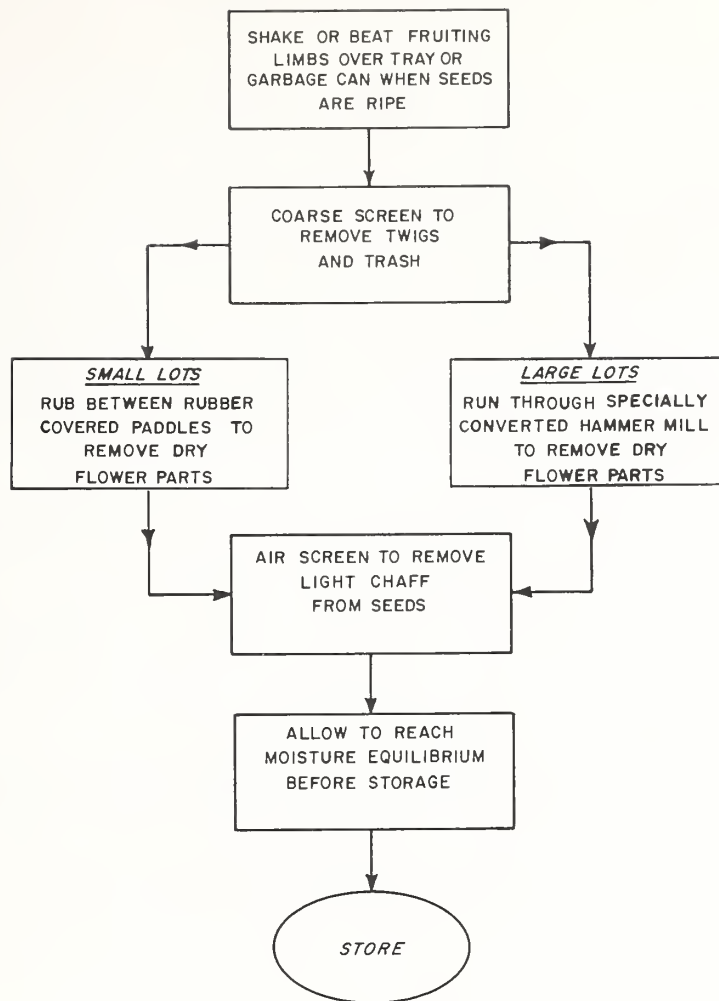 SHAKE OR BEAT FRUITING
LIMBS OVER TRAY OR
GARBAGE CAN WHEN SEEDS
ARE RIPE
COARSE SCREEN TO
REMOVE TWIGS
AND TRASH
SMALL LOTS
RUB BETWEEN RUBBER
COVERED PADDLES TO
REMOVE DRY
FLOWER PARTS
LARGE LOTS
RUN THROUGH SPECIALLY
CONVERTED HAMMER MILL
TO REMOVE DRY
FLOWER PARTS
AIR SCREEN TO REMOVE
LIGHT CHAFF
FROM SEEDS
ALLOW TO REACH
MOISTURE EQUILIBRIUM
BEFORE STORAGE
STORE